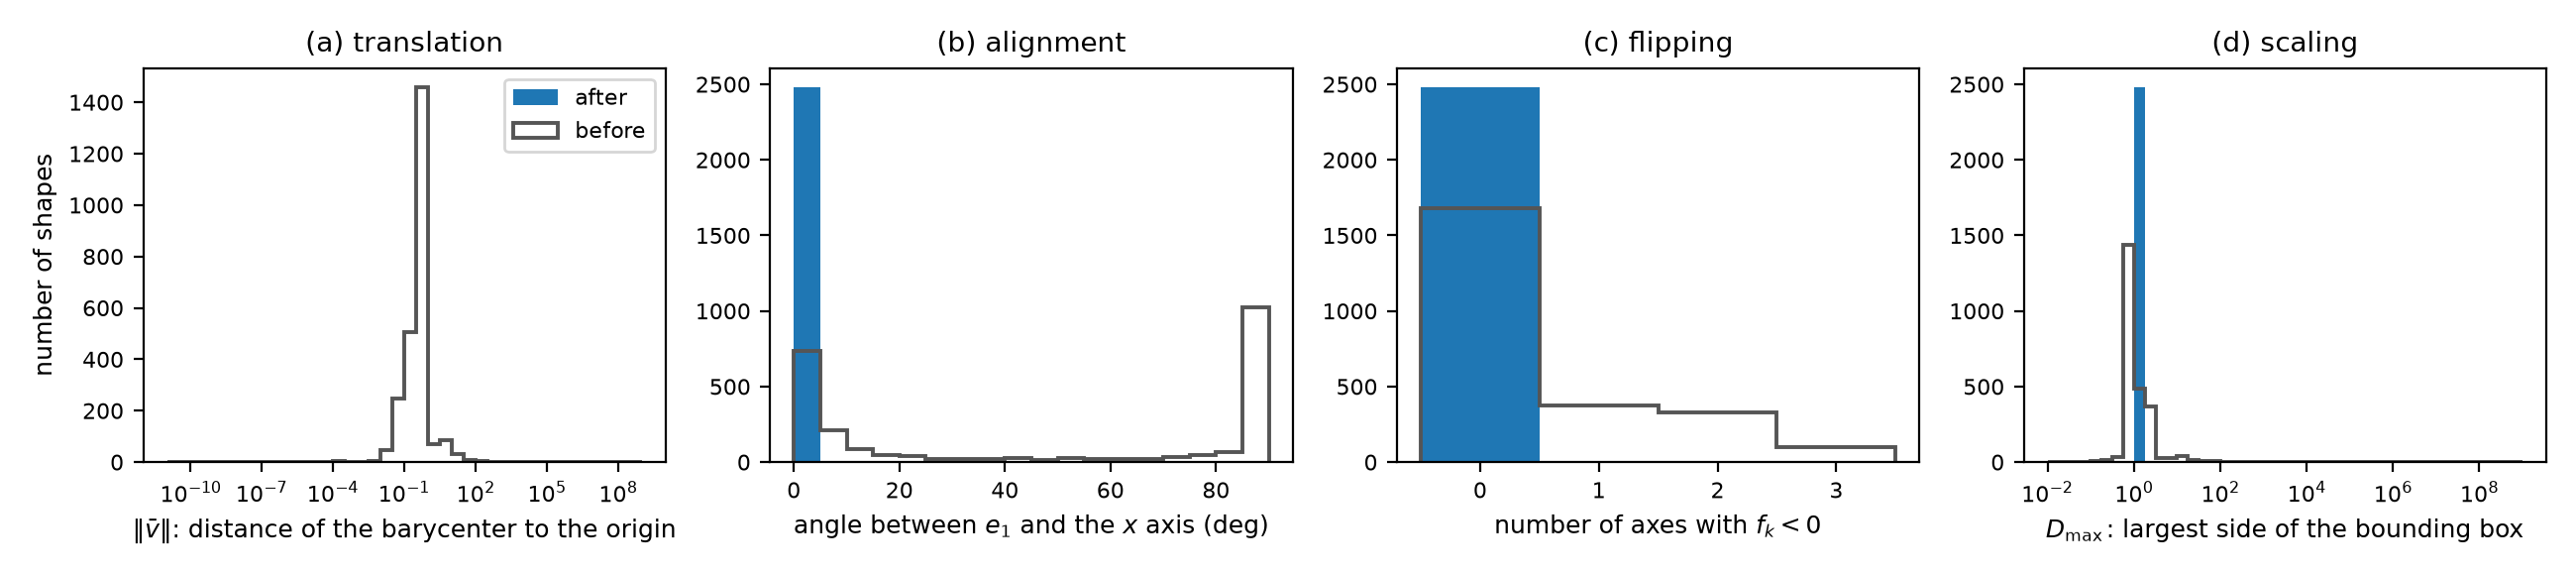 (a) translation
1400
1200
1000
800
600
400
200
0
number of shapes
after
before
10⁻¹⁰ 10⁻⁷ 10⁻⁴ 10⁻¹ 10² 10⁵ 10⁸
‖v̄‖: distance of the barycenter to the origin
(b) alignment
2500
2000
1500
1000
500
0
0 20 40 60 80
angle between e₁ and the x axis (deg)
(c) flipping
2500
2000
1500
1000
500
0
0 1 2 3
number of axes with fₖ < 0
(d) scaling
2500
2000
1500
1000
500
0
10⁻² 10⁰ 10² 10⁴ 10⁶ 10⁸
D_max: largest side of the bounding box